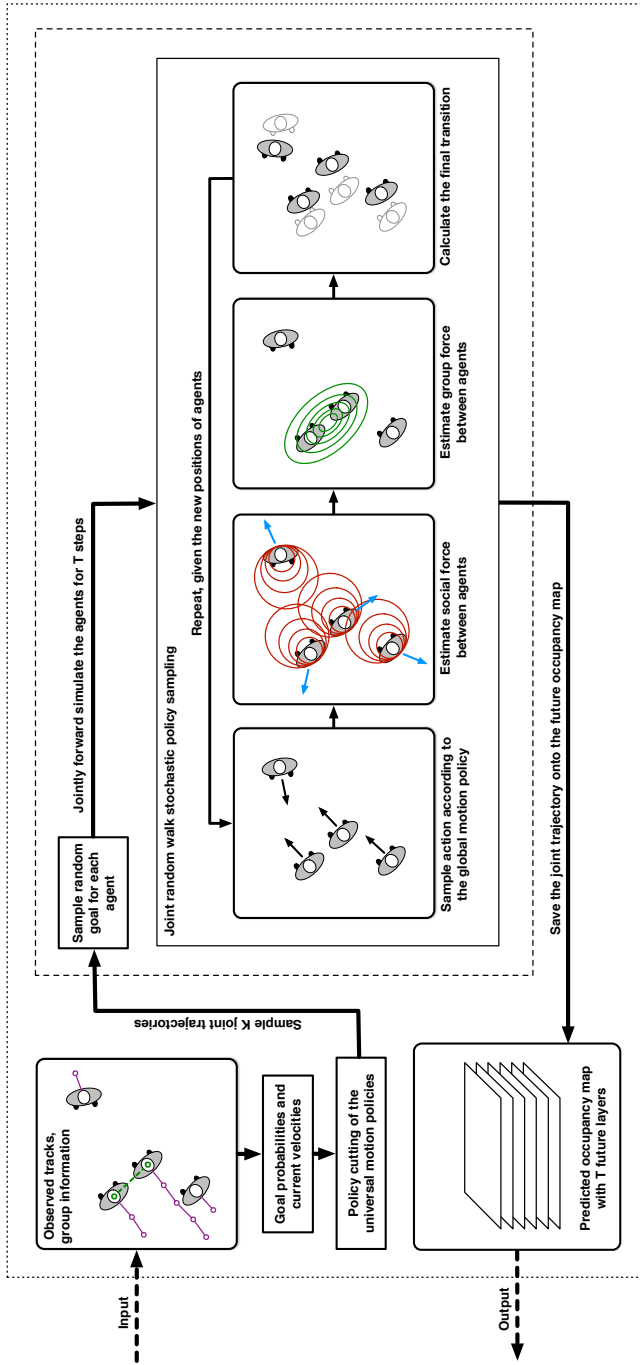 Input
Observed tracks,
group information
Goal probabilities and
current velocities
Policy cutting of the
universal motion policies
Sample K joint trajectories
Sample random
goal for each
agent
Jointly forward simulate the agents for T steps
Joint random walk stochastic policy sampling
Repeat, given the new positions of agents
Sample action according to
the global motion policy
Estimate social force
between agents
Estimate group force
between agents
Calculate the final transition
Save the joint trajectory onto the future occupancy map
Predicted occupancy map
with T future layers
Output